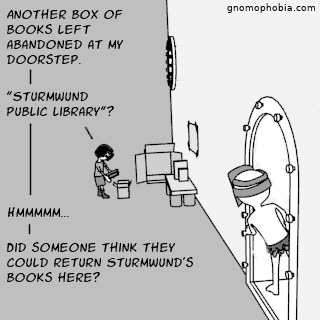 gnomophobia.com
ANOTHER BOX OF
BOOKS LEFT
ABANDONED AT MY
DOORSTEP.
"STURMWUND
PUBLIC LIBRARY"?
HMMMMM...
DID SOMEONE THINK THEY
COULD RETURN STURMWUND'S
BOOKS HERE?